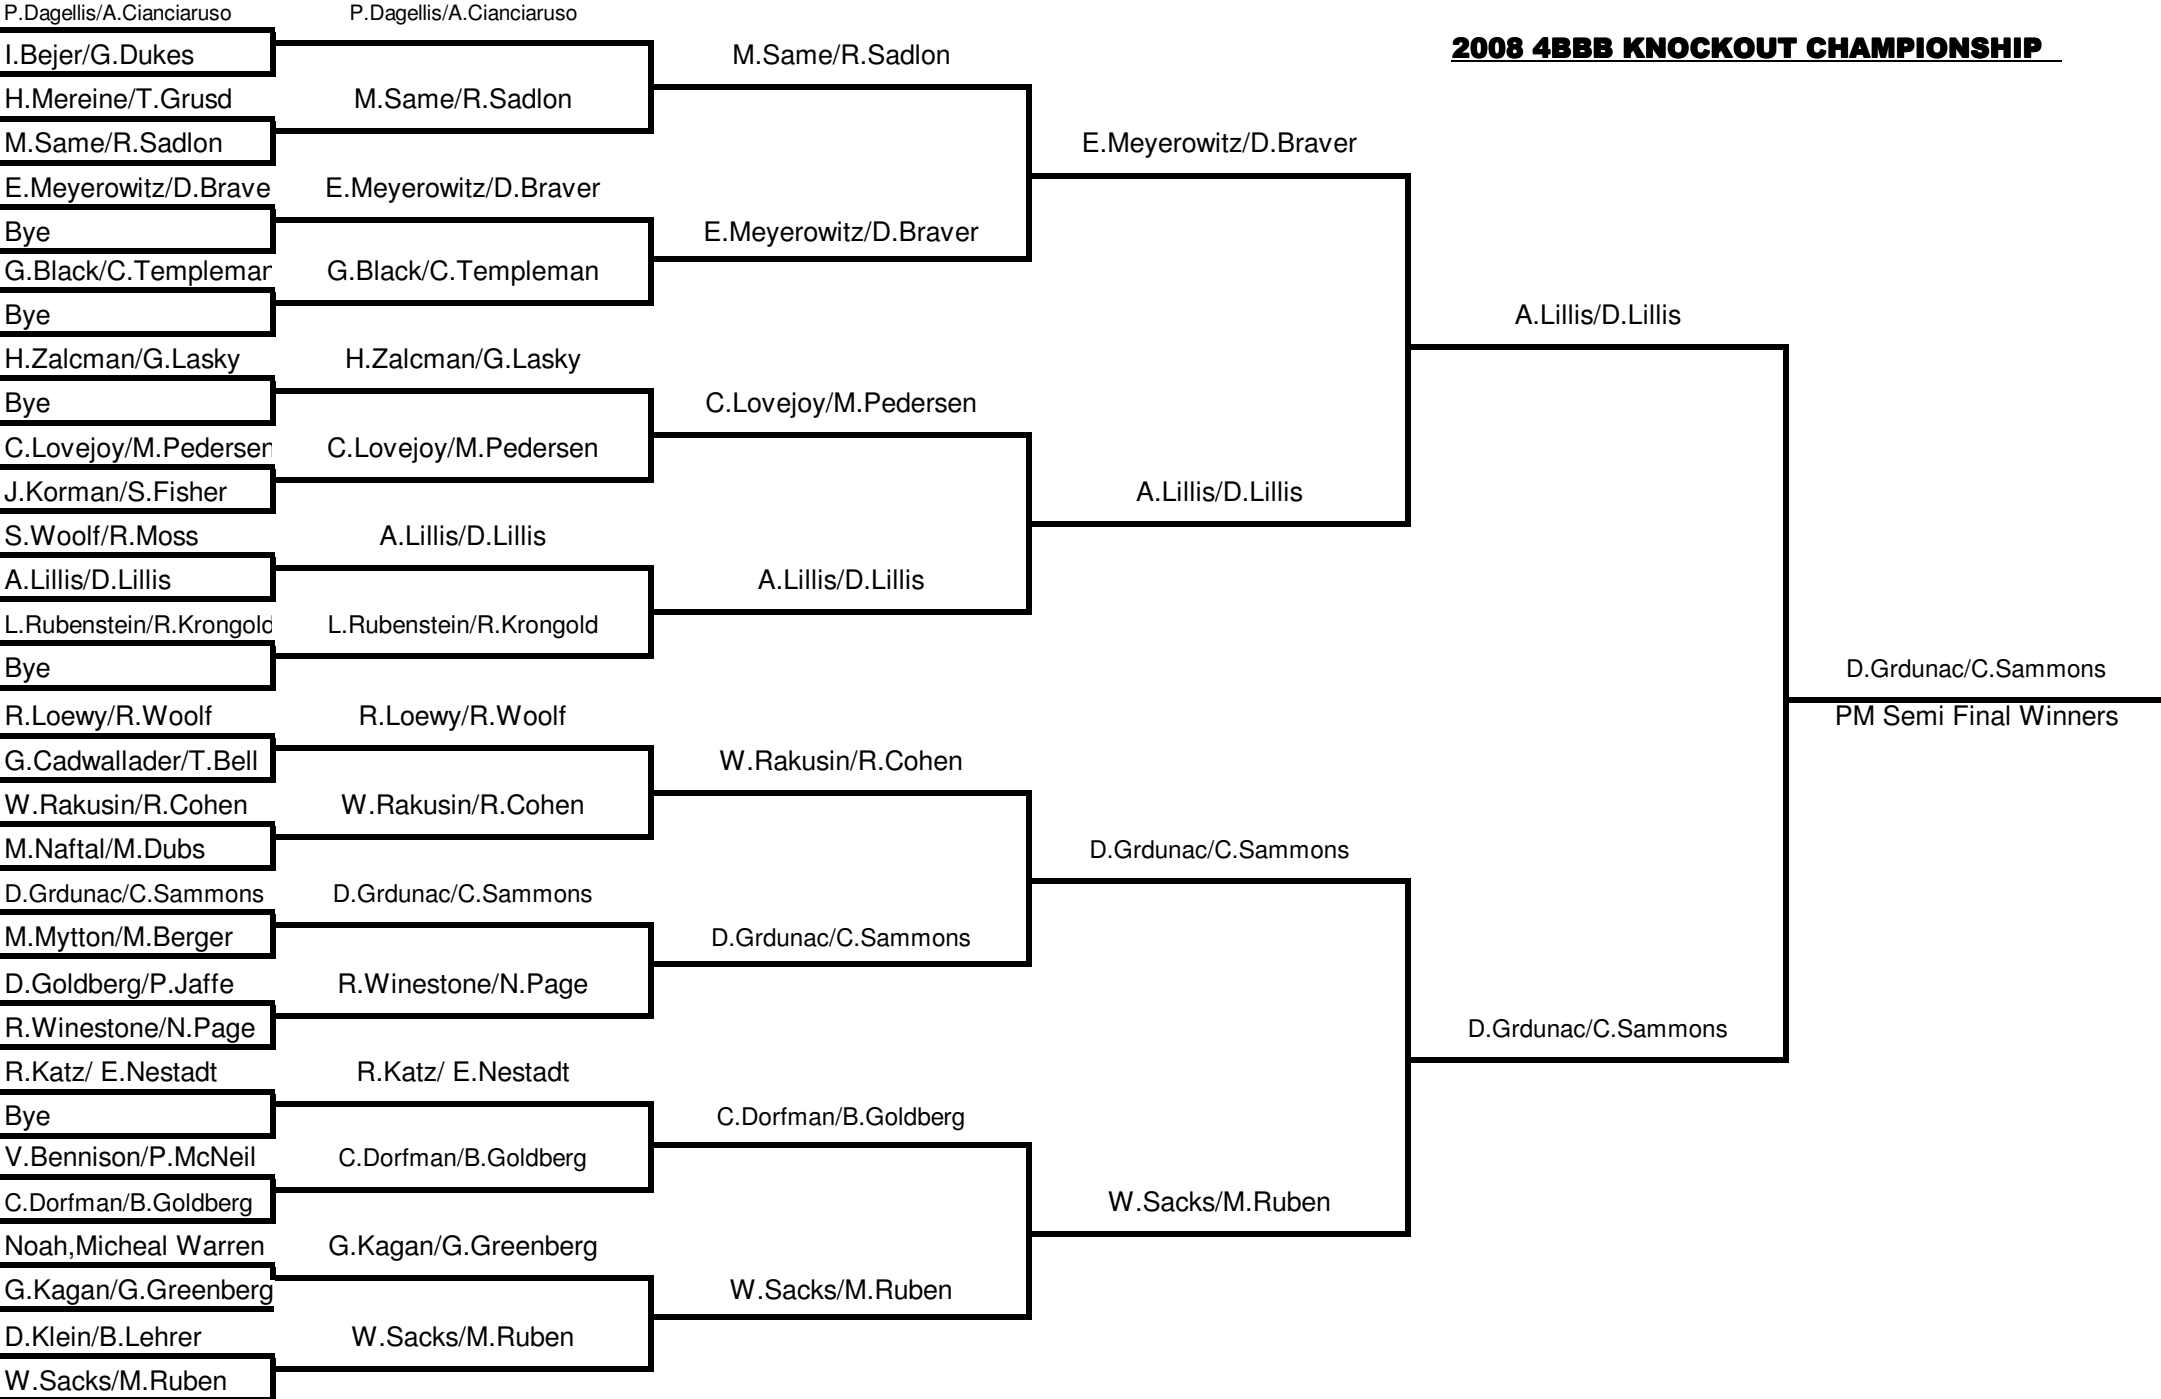 2008 4BBB KNOCKOUT CHAMPIONSHIP
P.Dagellis/A.Cianciaruso
I.Bejer/G.Dukes
H.Mereine/T.Grusd
M.Same/R.Sadlon
E.Meyerowitz/D.Brave
Bye
G.Black/C.Templeman
Bye
H.Zalcman/G.Lasky
Bye
C.Lovejoy/M.Pedersen
J.Korman/S.Fisher
S.Woolf/R.Moss
A.Lillis/D.Lillis
L.Rubenstein/R.Krongold
Bye
R.Loewy/R.Woolf
G.Cadwallader/T.Bell
W.Rakusin/R.Cohen
M.Naftal/M.Dubs
D.Grdunac/C.Sammons
M.Mytton/M.Berger
D.Goldberg/P.Jaffe
R.Winestone/N.Page
R.Katz/ E.Nestadt
Bye
V.Bennison/P.McNeil
C.Dorfman/B.Goldberg
Noah,Micheal Warren
G.Kagan/G.Greenberg
D.Klein/B.Lehrer
W.Sacks/M.Ruben
P.Dagellis/A.Cianciaruso
M.Same/R.Sadlon
E.Meyerowitz/D.Braver
G.Black/C.Templeman
H.Zalcman/G.Lasky
C.Lovejoy/M.Pedersen
A.Lillis/D.Lillis
L.Rubenstein/R.Krongold
R.Loewy/R.Woolf
W.Rakusin/R.Cohen
D.Grdunac/C.Sammons
R.Winestone/N.Page
R.Katz/ E.Nestadt
C.Dorfman/B.Goldberg
G.Kagan/G.Greenberg
W.Sacks/M.Ruben
M.Same/R.Sadlon
E.Meyerowitz/D.Braver
C.Lovejoy/M.Pedersen
A.Lillis/D.Lillis
W.Rakusin/R.Cohen
D.Grdunac/C.Sammons
C.Dorfman/B.Goldberg
W.Sacks/M.Ruben
E.Meyerowitz/D.Braver
A.Lillis/D.Lillis
D.Grdunac/C.Sammons
W.Sacks/M.Ruben
A.Lillis/D.Lillis
D.Grdunac/C.Sammons
D.Grdunac/C.Sammons
PM Semi Final Winners